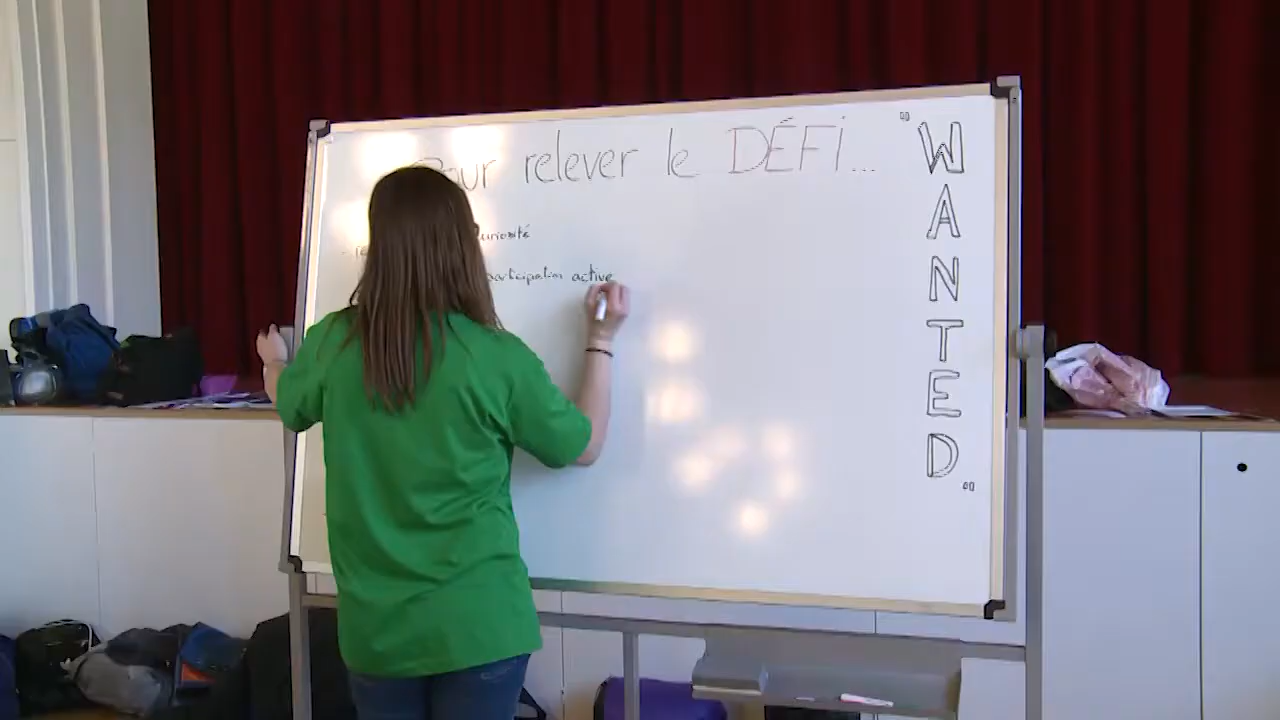 Pour relever le DÉFI...
"WANTED"
curiosité
participation active